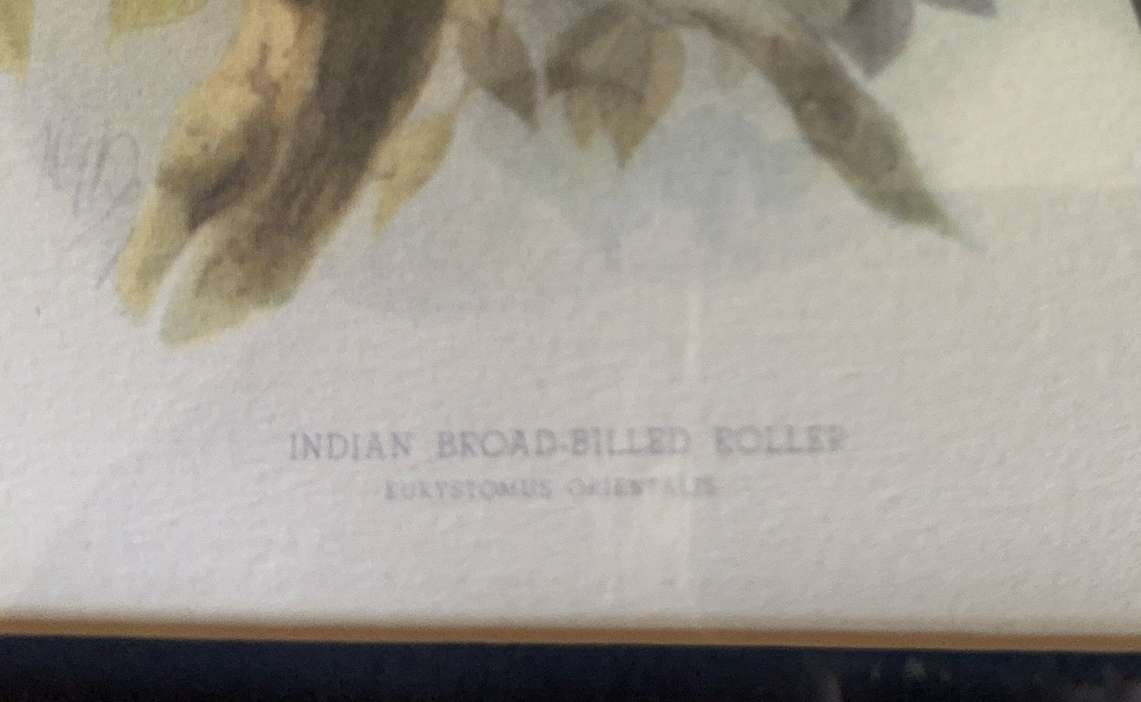 INDIAN BROAD-BILLED ROLLER
EURYSTOMUS ORIENTALIS